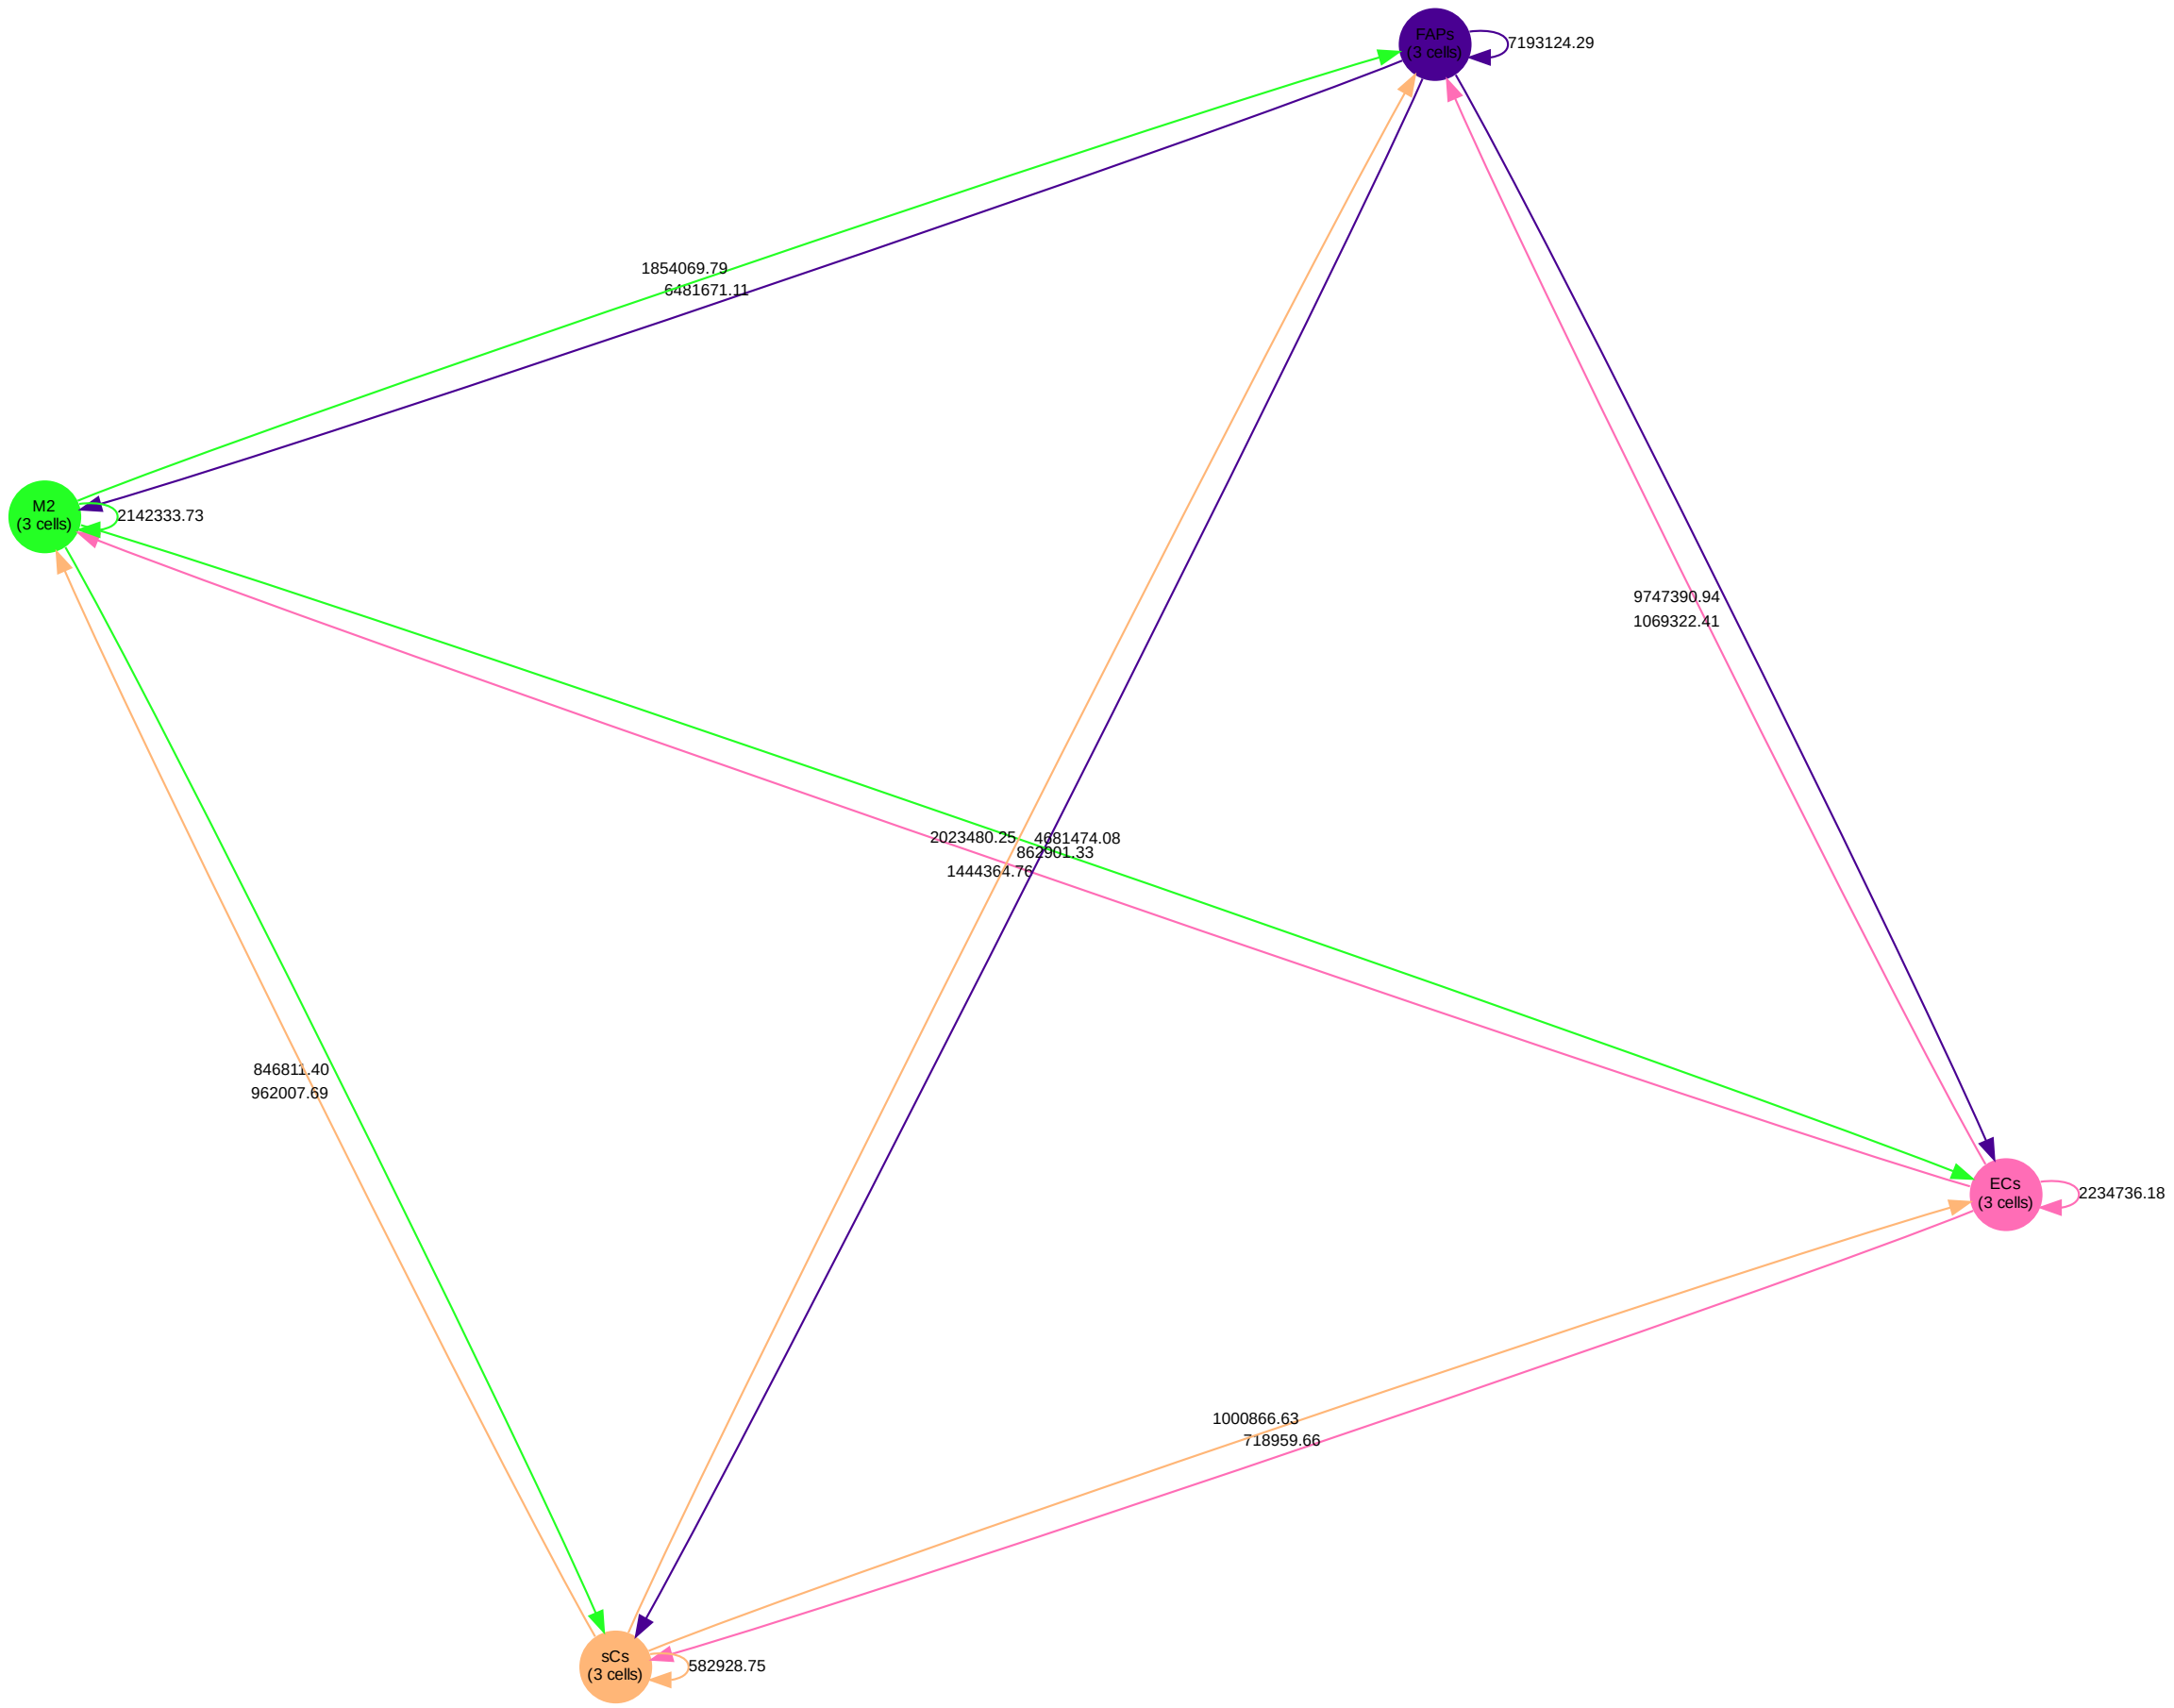 FAPs
(3 cells)
7193124.29
1854069.79
6481671.11
M2
(3 cells)
2142333.73
9747390.94
1069322.41
2023480.25
4681474.08
862901.33
1444364.76
846811.40
962007.69
ECs
(3 cells)
2234736.18
1000866.63
718959.66
sCs
(3 cells)
582928.75